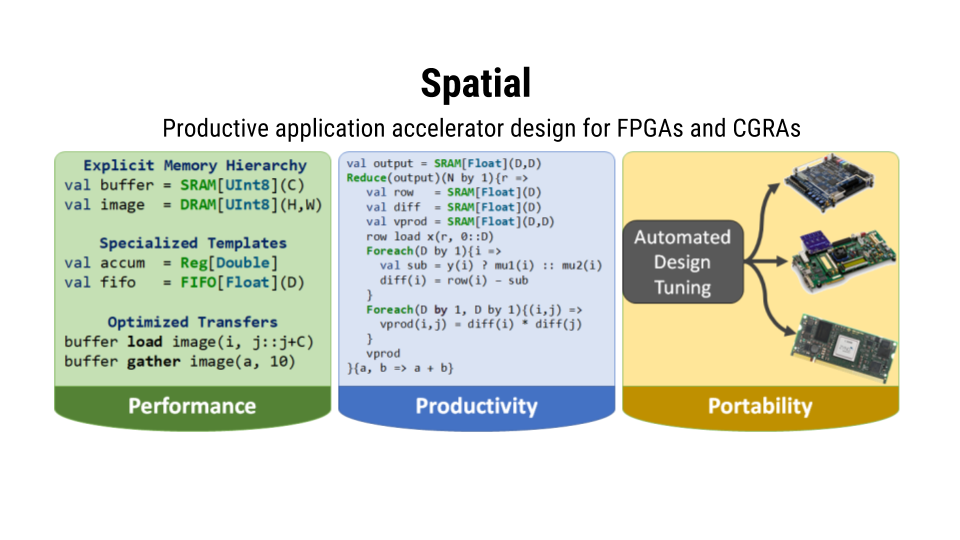 Spatial
Productive application accelerator design for FPGAs and CGRAs
Explicit Memory Hierarchy
val buffer = SRAM[UInt8](C)
val image = DRAM[UInt8](H,W)
Specialized Templates
val accum = Reg[Double]
val fifo = FIFO[Float](D)
Optimized Transfers
buffer load image(i, j::j+C)
buffer gather image(a, 10)
Performance
val output = SRAM[Float](D,D)
Reduce(output)(N by 1){r =>
val row = SRAM[Float](D)
val diff = SRAM[Float](D)
val vprod = SRAM[Float](D,D)
row load x(r, 0::D)
Foreach(D by 1){i =>
val sub = y(i) ? mu1(i) :: mu2(i)
diff(i) = row(i) - sub
}
Foreach(D by 1, D by 1){(i,j) =>
vprod(i,j) = diff(i) * diff(j)
}
vprod
}{a, b => a + b}
Productivity
Automated
Design
Tuning
Portability